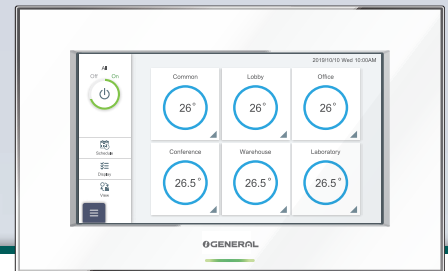 2019/10/10 Wed 10:00AM
All
Off On
Common Lobby Office
26° 26° 26°
Schedule
Display
View
Conference Warehouse Laboratory
26.5° 26.5° 26.5°
GENERAL